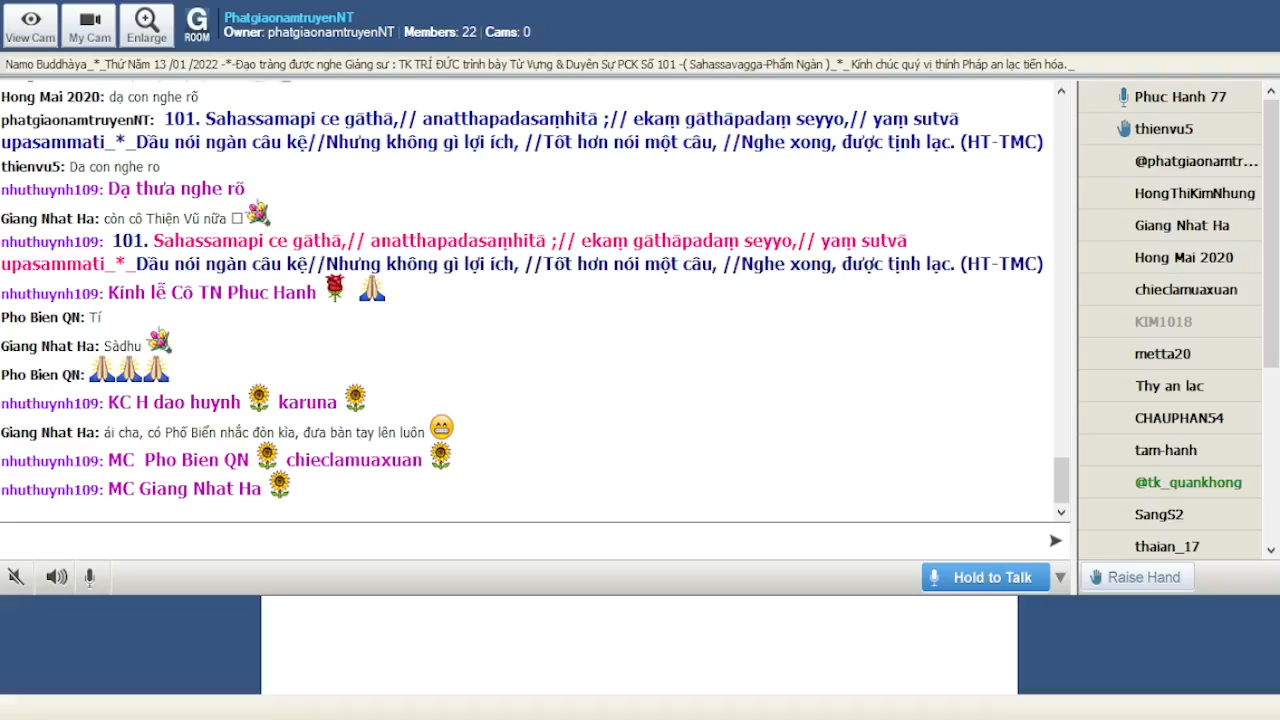 View Cam
My Cam
Enlarge
G
ROOM
PhatgiaonamtruyenNT
Owner: phatgiaonamtruyenNT | Members: 22 | Cams: 0
Namo Buddhàya_*_Thứ Năm 13 /01 /2022 -*-Đạo tràng được nghe Giảng sư : TK TRÍ ĐỨC trình bày Từ Vựng & Duyên Sự PCK Số 101 -( Sahassavagga-Phẩm Ngàn )_*_ Kính chúc quý vị thính Pháp an lạc tiến hóa._
Hong Mai 2020: dạ con nghe rõ
phatgiaonamtruyenNT: 101. Sahassamapi ce gāthā,// anatthapadasaṃhitā ;// ekaṃ gāthāpadaṃ seyyo,// yaṃ sutvā
upasammati_*_Dầu nói ngàn câu kệ//Nhưng không gì lợi ích, //Tốt hơn nói một câu, //Nghe xong, được tịnh lạc. (HT-TMC)
thienvu5: Da con nghe ro
nhuthuynh109: Dạ thưa nghe rõ
Giang Nhat Ha: còn cô Thiện Vũ nữa
nhuthuynh109: 101. Sahassamapi ce gāthā,// anatthapadasaṃhitā ;// ekaṃ gāthāpadaṃ seyyo,// yaṃ sutvā
upasammati_*_Dầu nói ngàn câu kệ//Nhưng không gì lợi ích, //Tốt hơn nói một câu, //Nghe xong, được tịnh lạc. (HT-TMC)
nhuthuynh109: Kính lễ Cô TN Phuc Hanh
Pho Bien QN: Tí
Giang Nhat Ha: Sàdhu
Pho Bien QN:
nhuthuynh109: KC H dao huynh karuna
Giang Nhat Ha: ái cha, có Phố Biển nhắc đòn kìa, đưa bàn tay lên luôn
nhuthuynh109: MC Pho Bien QN chieclamuaxuan
nhuthuynh109: MC Giang Nhat Ha
Phuc Hanh 77
thienvu5
@phatgiaonamtr...
HongThiKimNhung
Giang Nhat Ha
Hong Mai 2020
chieclamuaxuan
KIM1018
metta20
Thy an lac
CHAUPHAN54
tam-hanh
@tk_quankhong
SangS2
thaian_17
Hold to Talk
Raise Hand